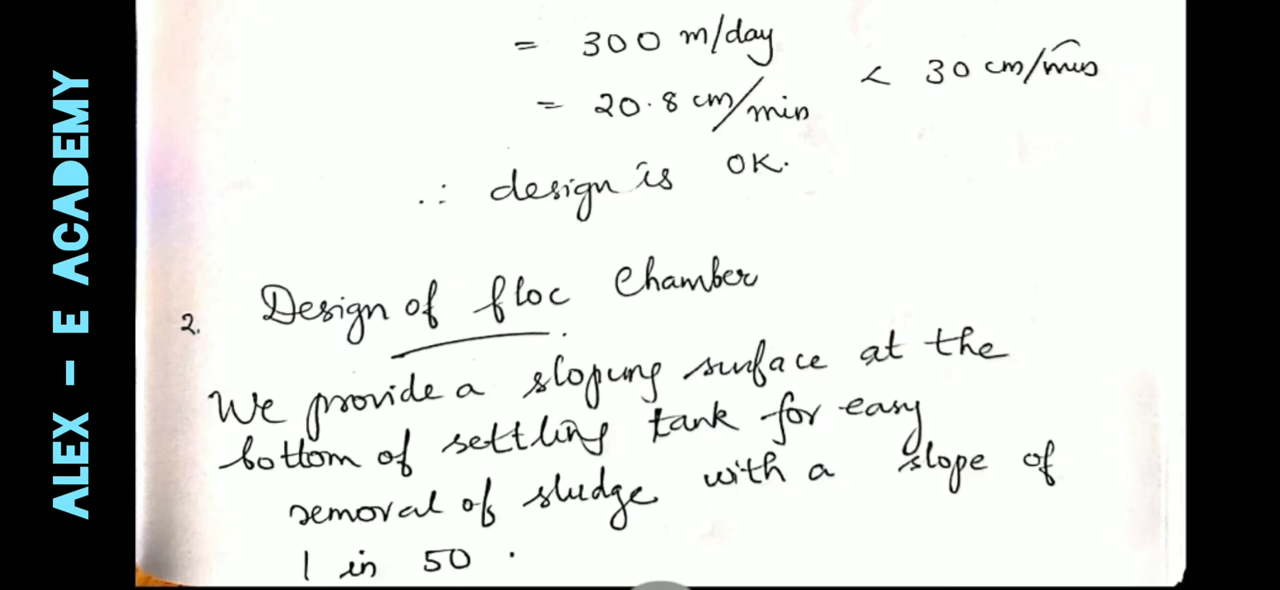 ALEX - E ACADEMY
= 300 m/day
= 20.8 cm/min < 30 cm/min
∴ design is OK.
2. Design of floc Chamber
We provide a sloping surface at the
bottom of settling tank for easy
removal of sludge with a slope of
1 in 50.